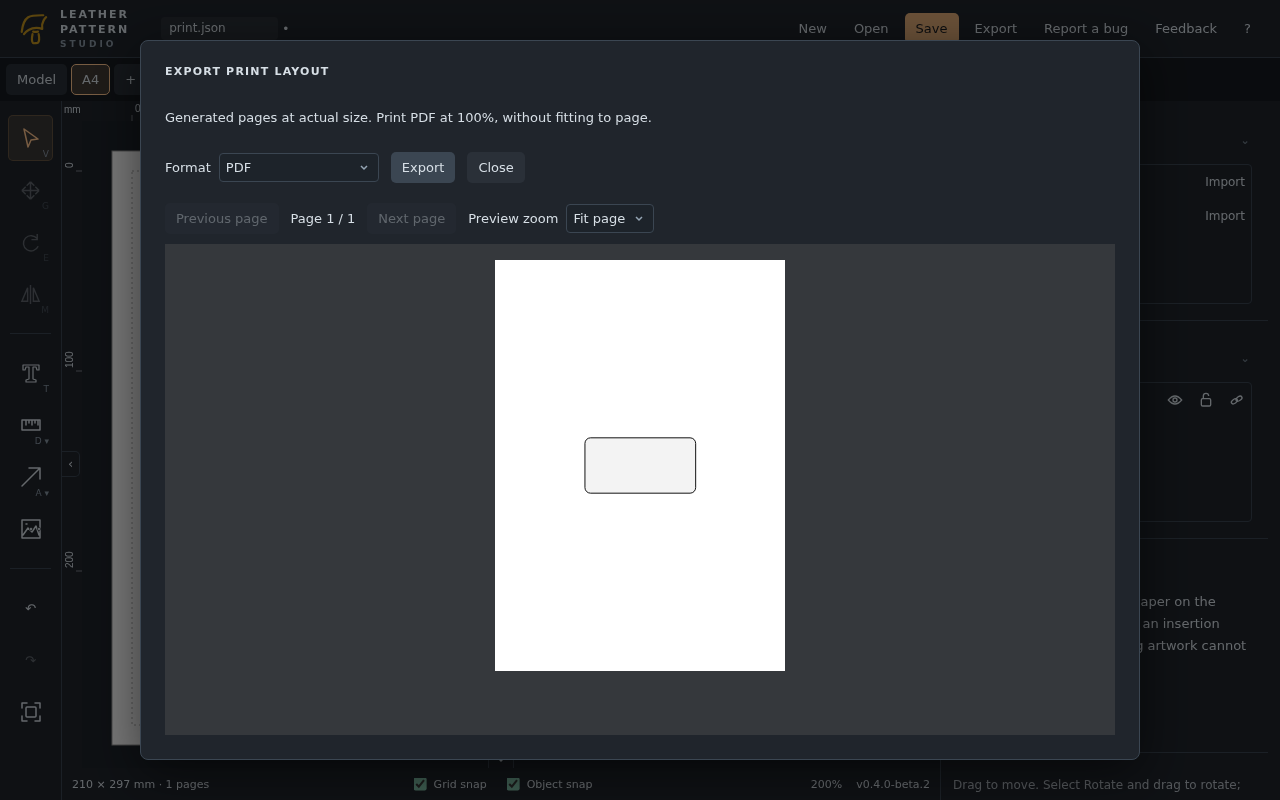 LEATHER
PATTERN
STUDIO
print.json •
New Open Save Export Report a bug Feedback ?
Model A4 +
EXPORT PRINT LAYOUT
Generated pages at actual size. Print PDF at 100%, without fitting to page.
Format PDF Export Close
Previous page Page 1 / 1 Next page Preview zoom Fit page
mm 0
V
0
G
E
M
100
T
D
A
200
Import
Import
aper on the
an insertion
g artwork cannot
210 × 297 mm · 1 pages Grid snap Object snap 200% v0.4.0-beta.2 Drag to move. Select Rotate and drag to rotate;